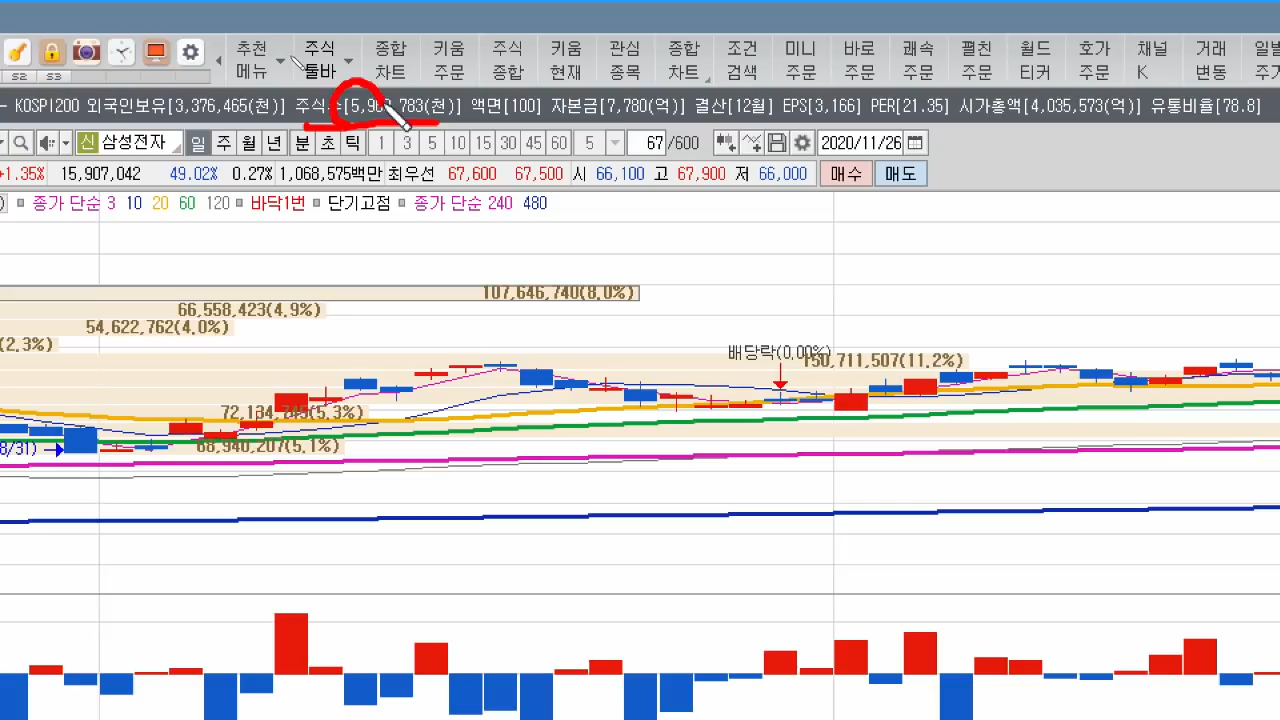 추천 주식 종합 키움 주식 키움 관심 종합 조건 미니 바로 쾌속 펼친 월드 호가 채널 거래
S2 S3 메뉴 툴바 차트 주문 종합 현재 종목 차트 검색 주문 주문 주문 주문 티커 주문 K 변동
KOSPI200 외국인보유[3,376,465(천)] 액면[100] 자본금[7,780(억)] 결산[12월] EPS[3,166] PER[21.35] 시가총액[4,035,573(억)] 유통비율[78.8]
신 삼성전자 일 주 월 년 분 초 틱 1 3 5 10 15 30 45 60 5 67/600 2020/11/26
1.35% 15,907,042 49.02% 0.27% 1,068,575백만 최우선 67,600 67,500 시 66,100 고 67,900 저 66,000 매수 매도
종가 단순 3 10 20 60 120 바닥1번 단기고점 종가 단순 240 480
107,646,740(8.0%)
66,558,423(4.9%)
54,622,762(4.0%)
(2.3%)
배당락(0.00%)
150,711,507(11.2%)
72,134,745(5.3%)
68,940,207(5.1%)
8/31)